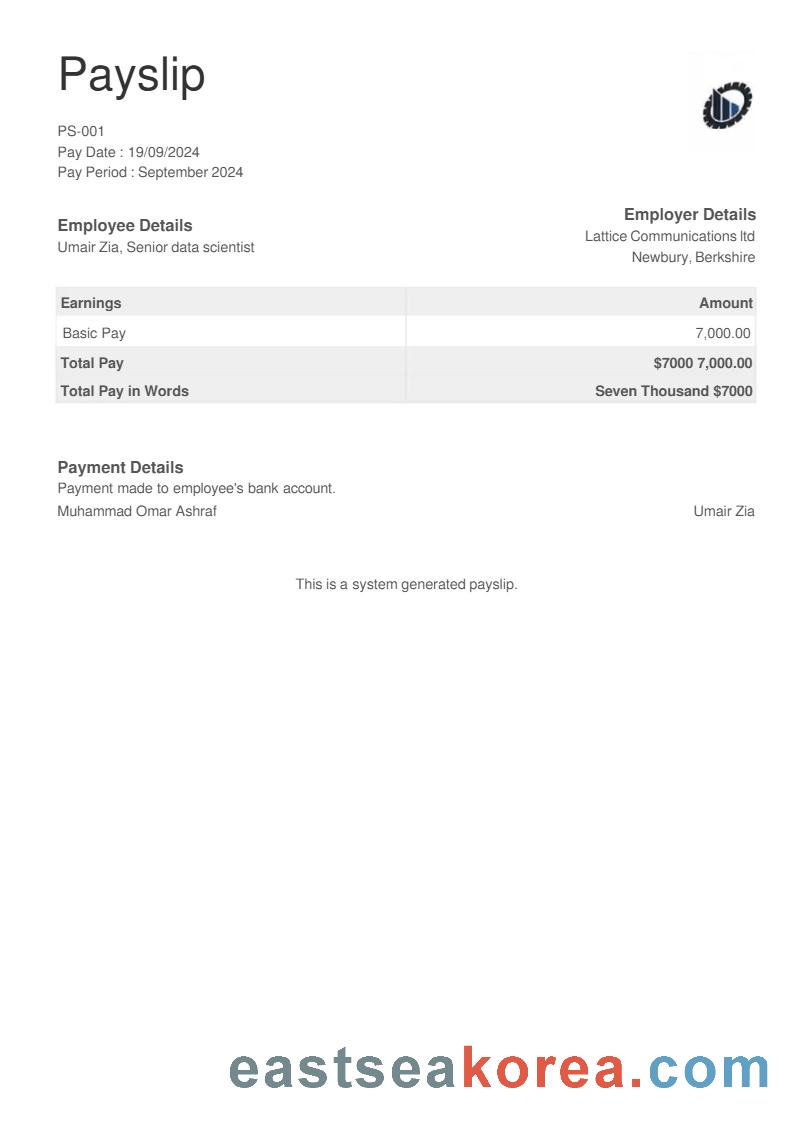 Payslip
PS-001
Pay Date : 19/09/2024
Pay Period : September 2024
Employee Details
Umair Zia, Senior data scientist
Employer Details
Lattice Communications ltd
Newbury, Berkshire
Earnings Amount
Basic Pay 7,000.00
Total Pay $7000 7,000.00
Total Pay in Words Seven Thousand $7000
Payment Details
Payment made to employee's bank account.
Muhammad Omar Ashraf Umair Zia
This is a system generated payslip.
eastseakorea.com